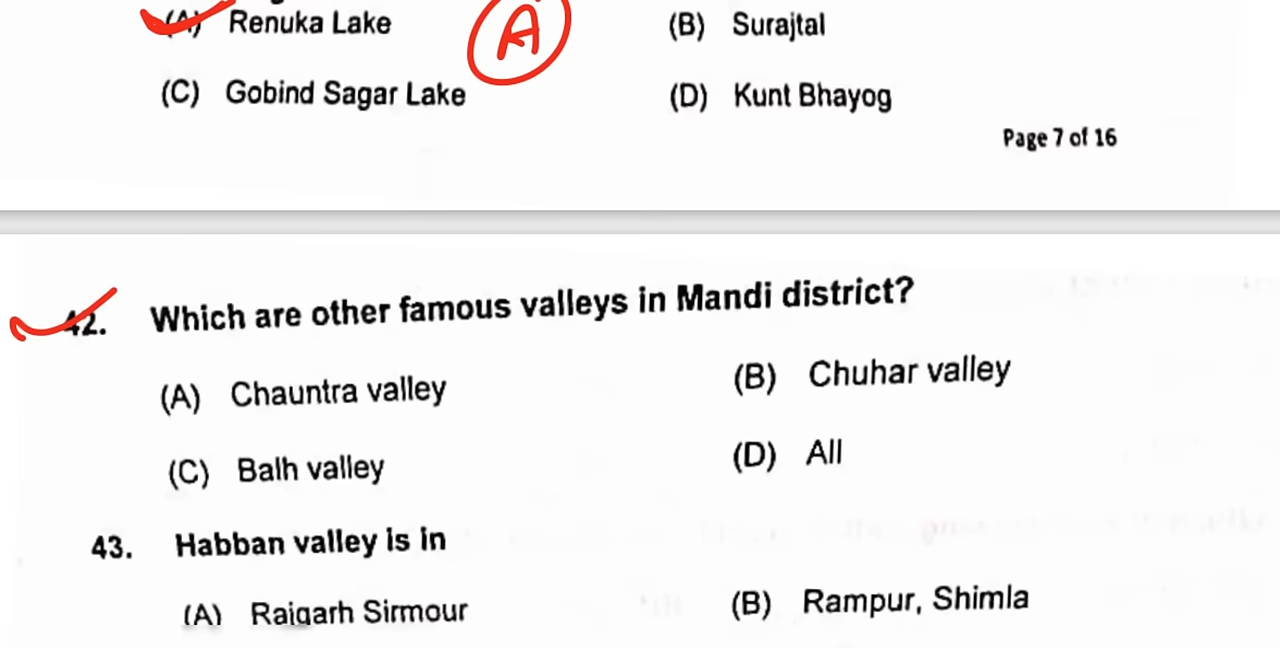 (A) Renuka Lake (B) Surajtal
A
(C) Gobind Sagar Lake (D) Kunt Bhayog
Page 7 of 16
42. Which are other famous valleys in Mandi district?
(A) Chauntra valley (B) Chuhar valley
(C) Balh valley (D) All
43. Habban valley is in
(A) Rajgarh Sirmour (B) Rampur, Shimla